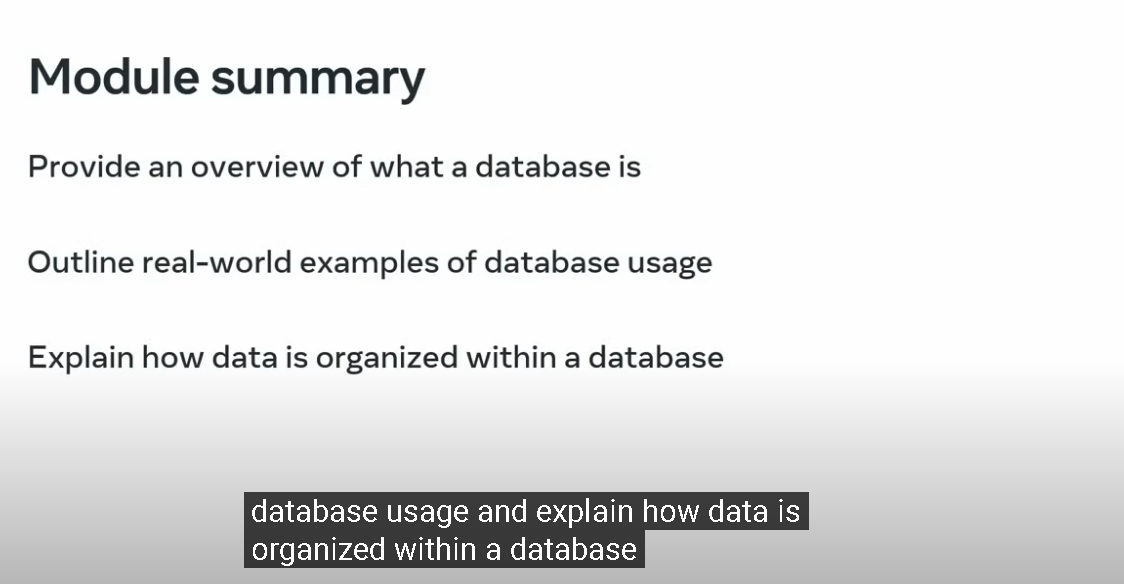 Module summary
Provide an overview of what a database is
Outline real-world examples of database usage
Explain how data is organized within a database
database usage and explain how data is
organized within a database